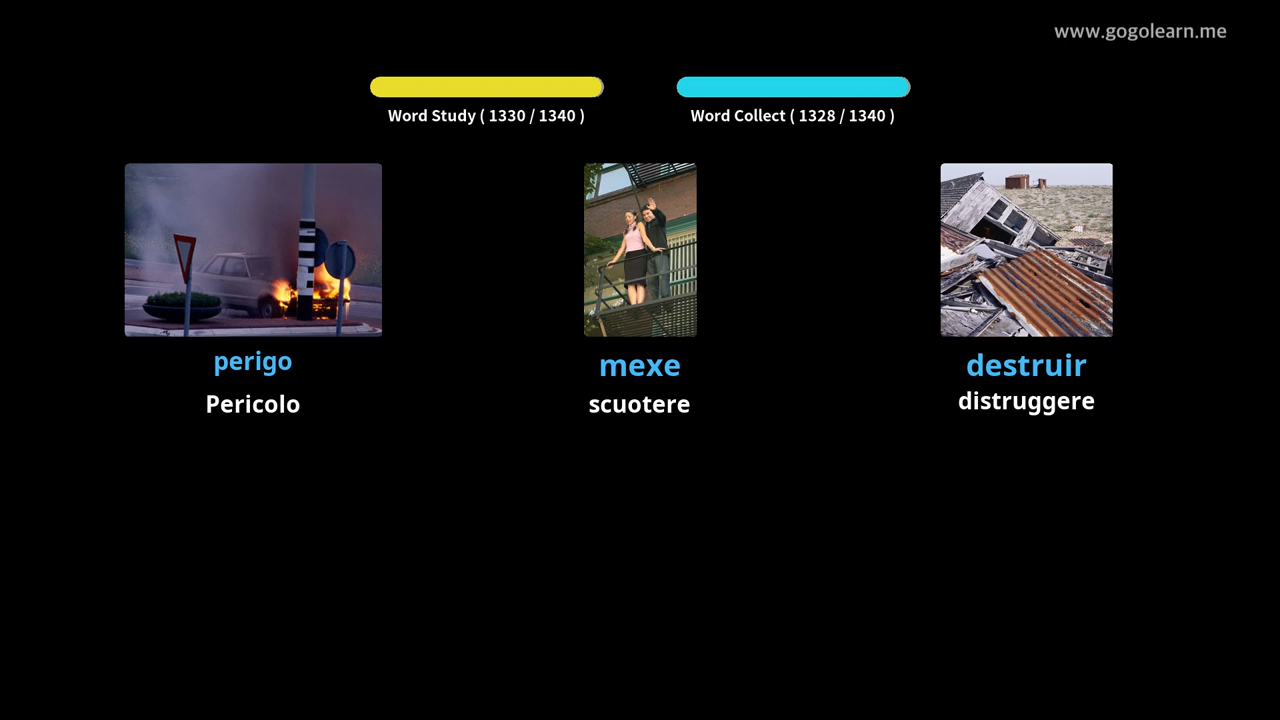 www.gogolearn.me
Word Study ( 1330 / 1340 )
Word Collect ( 1328 / 1340 )
perigo
Pericolo
mexe
scuotere
destruir
distruggere